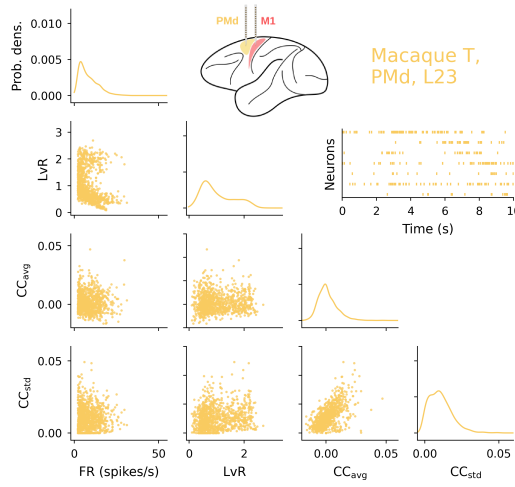 0.010
0.005
0.000
Prob. dens.
PMd M1
Macaque T,
PMd, L23
3
2
1
0
LvR
Neurons
0 2 4 6 8 10
Time (s)
0.05
0.00
CCavg
0.05
0.00
CCstd
0 50
FR (spikes/s)
0 2
LvR
0.00 0.05
CCavg
0.00 0.05
CCstd